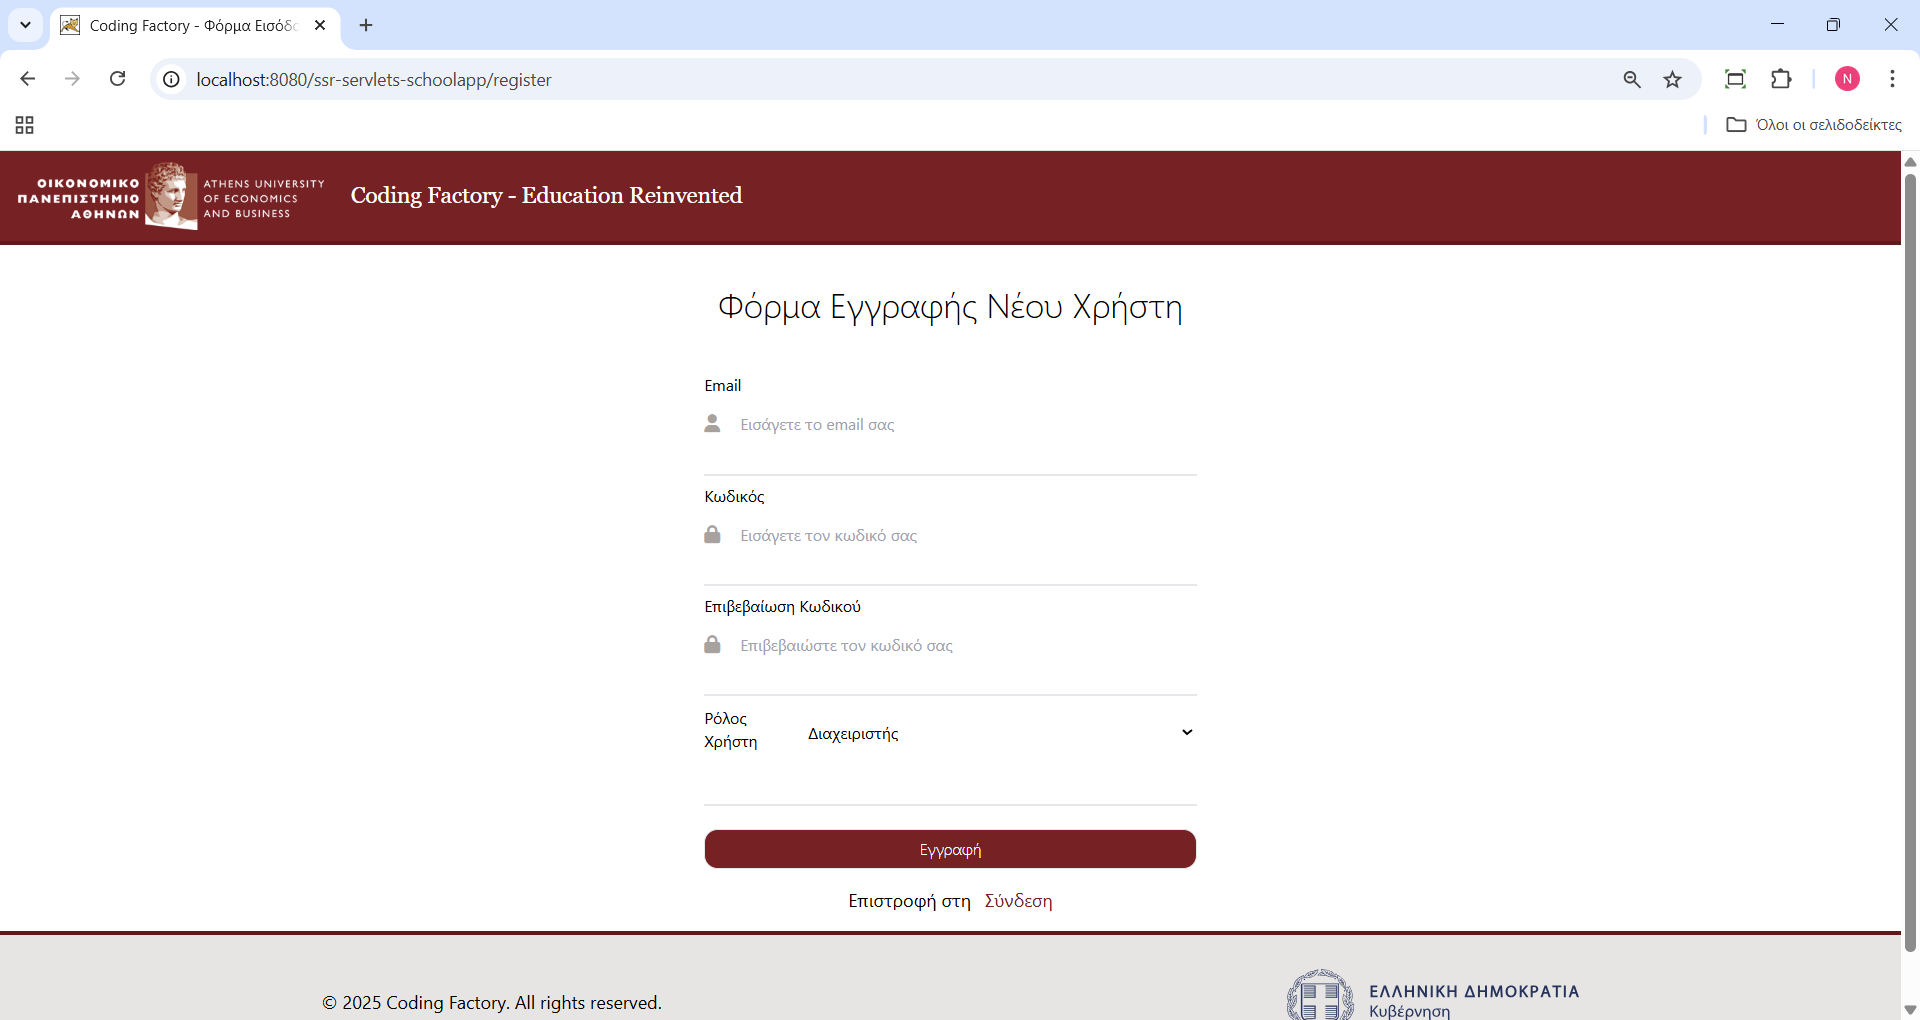 Coding Factory - Φόρμα Εισόδο
localhost:8080/ssr-servlets-schoolapp/register
N
Όλοι οι σελιδοδείκτες
ΟΙΚΟΝΟΜΙΚΟ
ΠΑΝΕΠΙΣΤΗΜΙΟ
ΑΘΗΝΩΝ
ATHENS UNIVERSITY
OF ECONOMICS
AND BUSINESS
Coding Factory - Education Reinvented
Φόρμα Εγγραφής Νέου Χρήστη
Email
Εισάγετε το email σας
Κωδικός
Εισάγετε τον κωδικό σας
Επιβεβαίωση Κωδικού
Επιβεβαιώστε τον κωδικό σας
Ρόλος
Χρήστη
Διαχειριστής
Εγγραφή
Επιστροφή στη Σύνδεση
© 2025 Coding Factory. All rights reserved.
ΕΛΛΗΝΙΚΗ ΔΗΜΟΚΡΑΤΙΑ
Κυβέρνηση